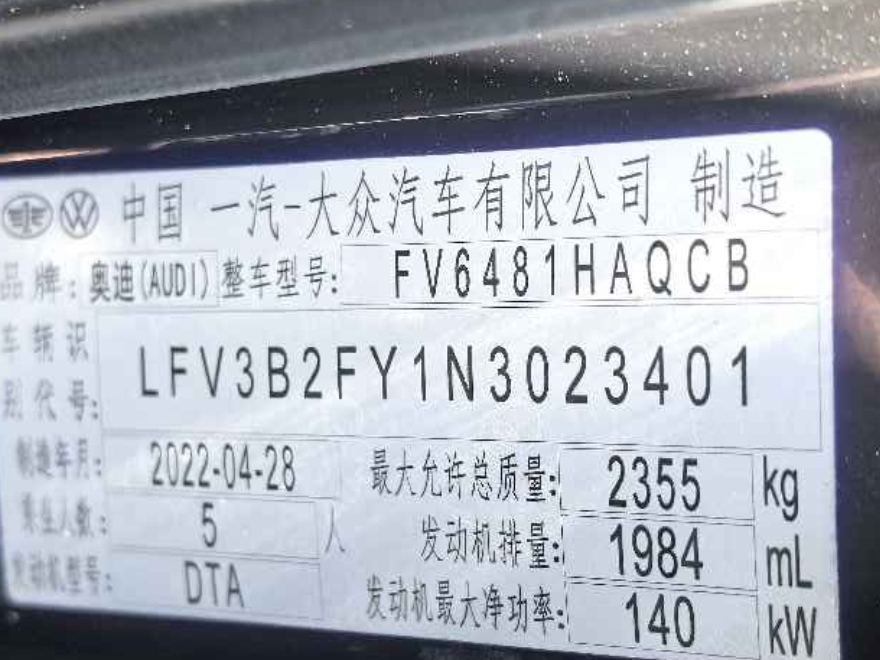 中国 一汽-大众汽车有限公司 制造
品牌: 奥迪(AUDI) 整车型号: FV6481HAQCB
车辆识别代号: LFV3B2FY1N3023401
制造年月: 2022-04-28 最大允许总质量: 2355 kg
乘坐人数: 5 人 发动机排量: 1984 mL
发动机型号: DTA 发动机最大净功率: 140 kW